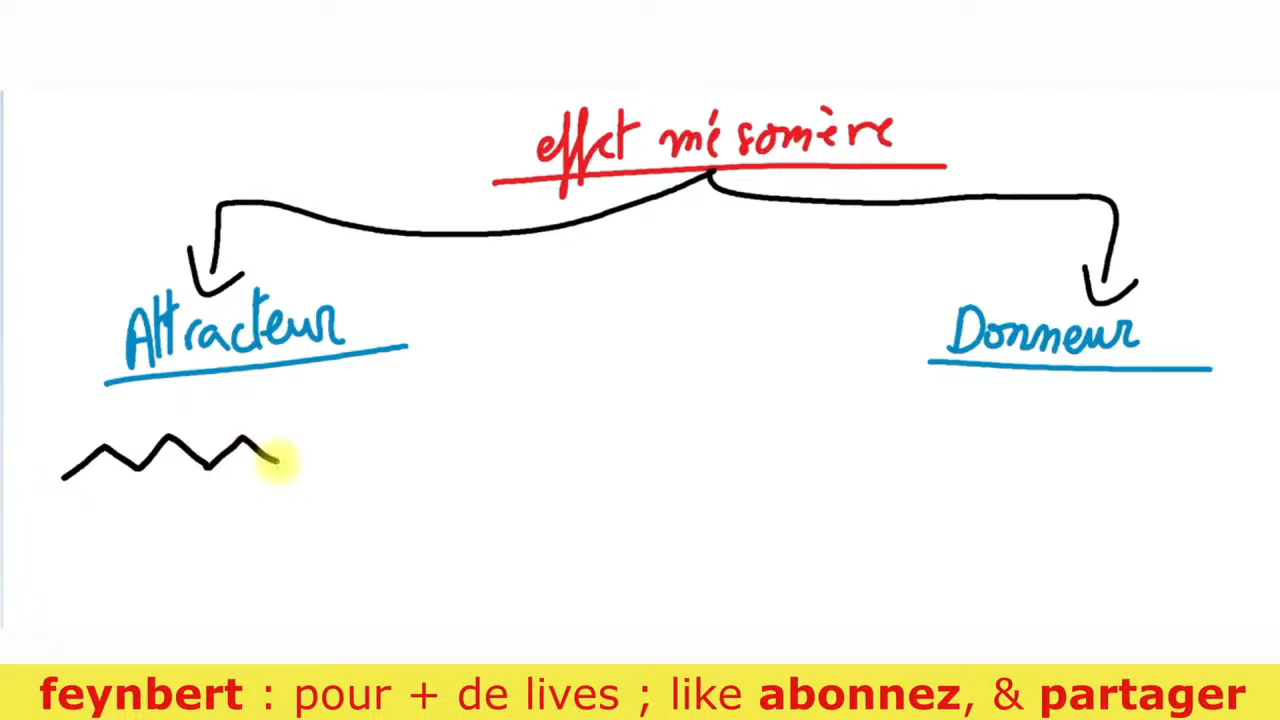 effet mésomère
Attracteur
Donneur
feynbert : pour + de lives ; like abonnez, & partager